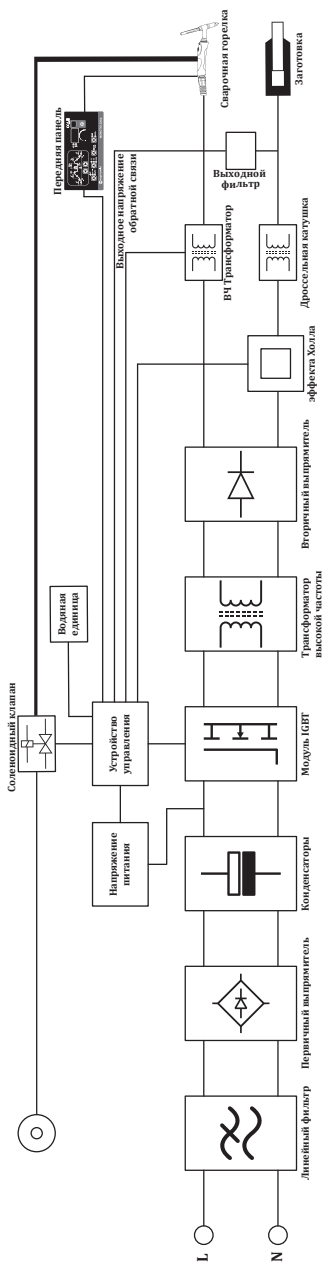 L
N
Линейный фильтр
Первичный выпрямитель
Конденсаторы
Модуль IGBT
Трансформатор
высокой частоты
Вторичный выпрямитель
эффекта Холла
Дроссельная катушка
ВЧ Трансформатор
Выходной
фильтр
Выходное напряжение
обратной связи
Напряжение
питания
Устройство
управления
Водяная
единица
Соленоидный клапан
Передняя панель
Сварочная горелка
Заготовка